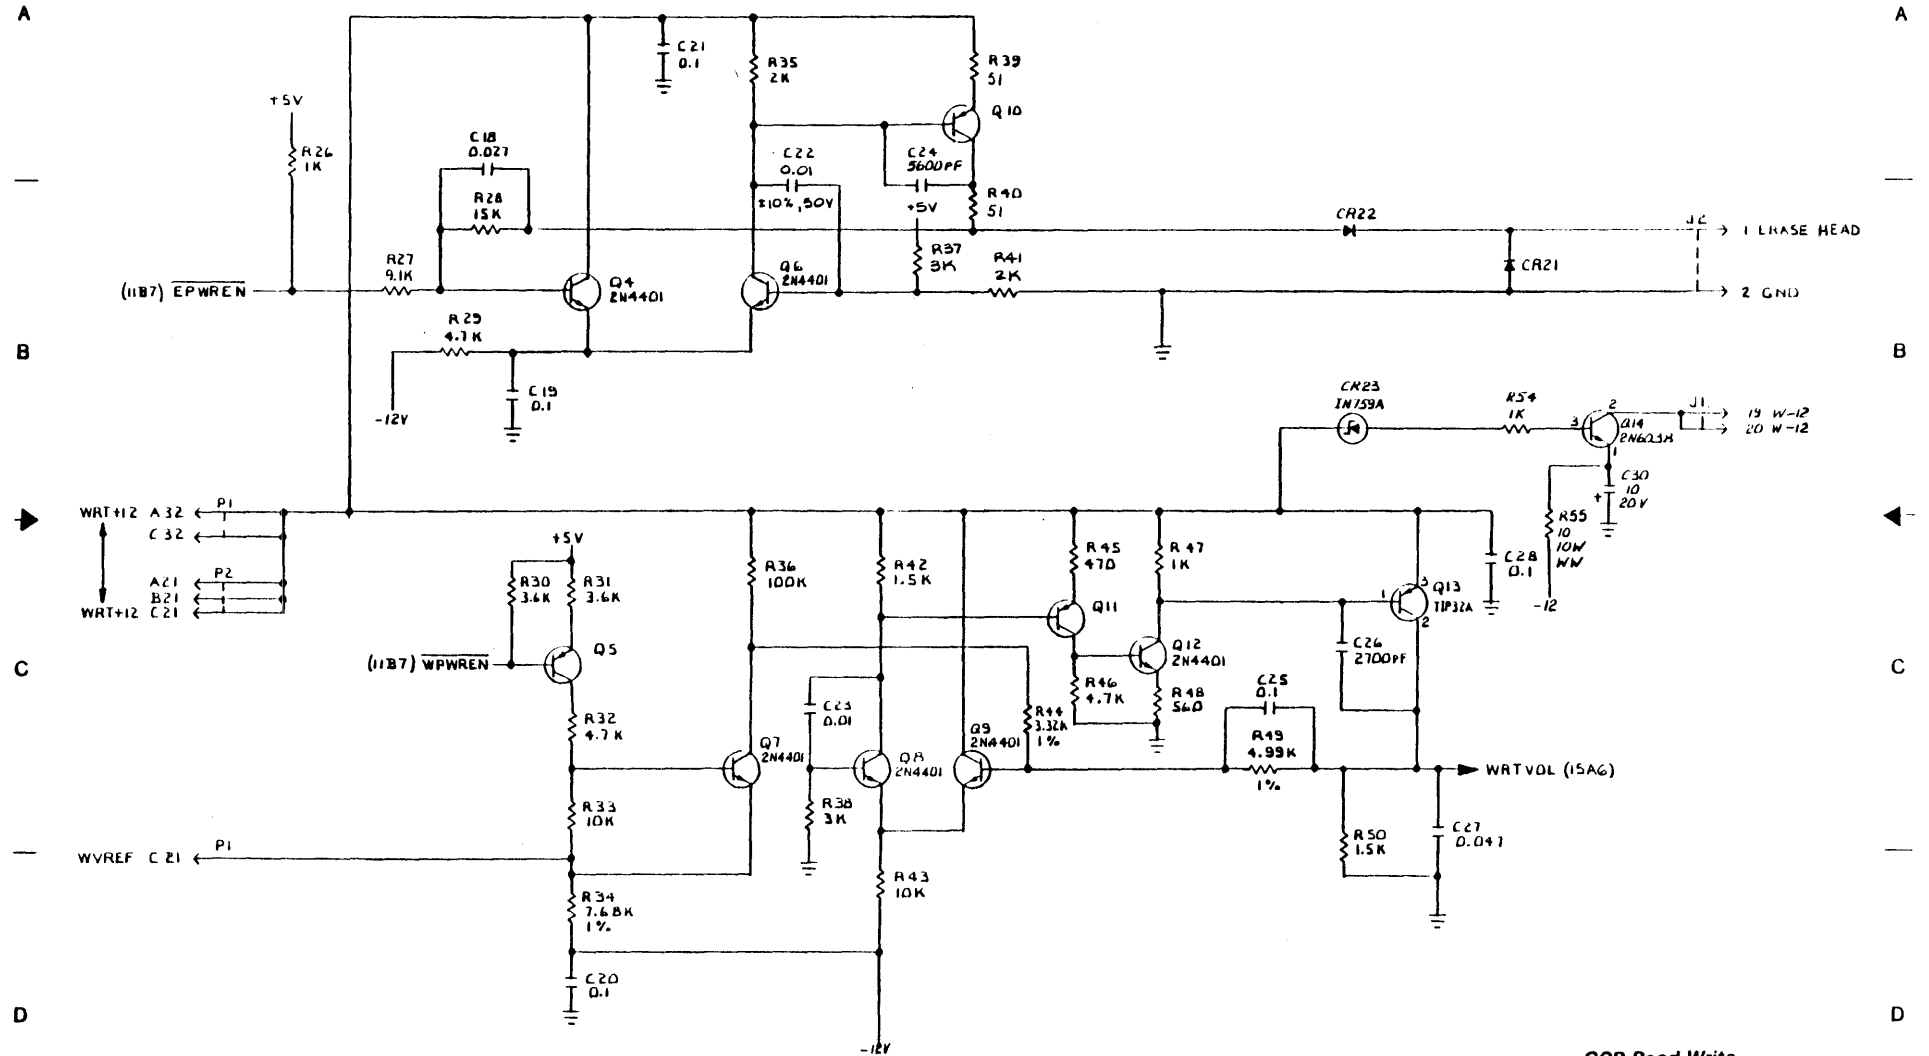 A
A
C21
0.1
R35
2K
R39
51
+5V
Q10
R26
1K
C18
0.027
C22
0.01
C24
5600PF
±10%, 50V
+5V
R40
51
R28
15K
CR22
J2
1 ERASE HEAD
R37
3K
R41
2K
R27
9.1K
Q4
2N4401
Q6
2N4401
CR21
(11B7) EPWREN
2 GND
R29
4.7K
B
B
C19
0.1
-12V
CR23
IN759A
R54
1K
2
J1
19 W-12
3
Q14
20 W-12
1
C30
10
20V
+
WRT+12 A32
P1
C32
R55
10
10W
WW
+5V
A21
P2
B21
WRT+12 C21
R30
3.6K
R31
3.6K
R36
100K
R42
1.5K
R45
470
R47
1K
C28
0.1
3
Q13
TIP32A
1
2
-12
Q11
C
C
(11B7) WPWREN
Q5
Q12
2N4401
C26
2700PF
R46
4.7K
R48
560
C25
0.1
R32
4.7K
C23
0.01
R44
3.32K
1%
Q7
2N4401
Q8
2N4401
Q9
2N4401
R49
4.99K
1%
WRTVOL (15A6)
R33
10K
R38
3K
R50
1.5K
C27
0.047
WVREF C21
P1
R34
7.68K
1%
R43
10K
C20
0.1
D
D
-12V